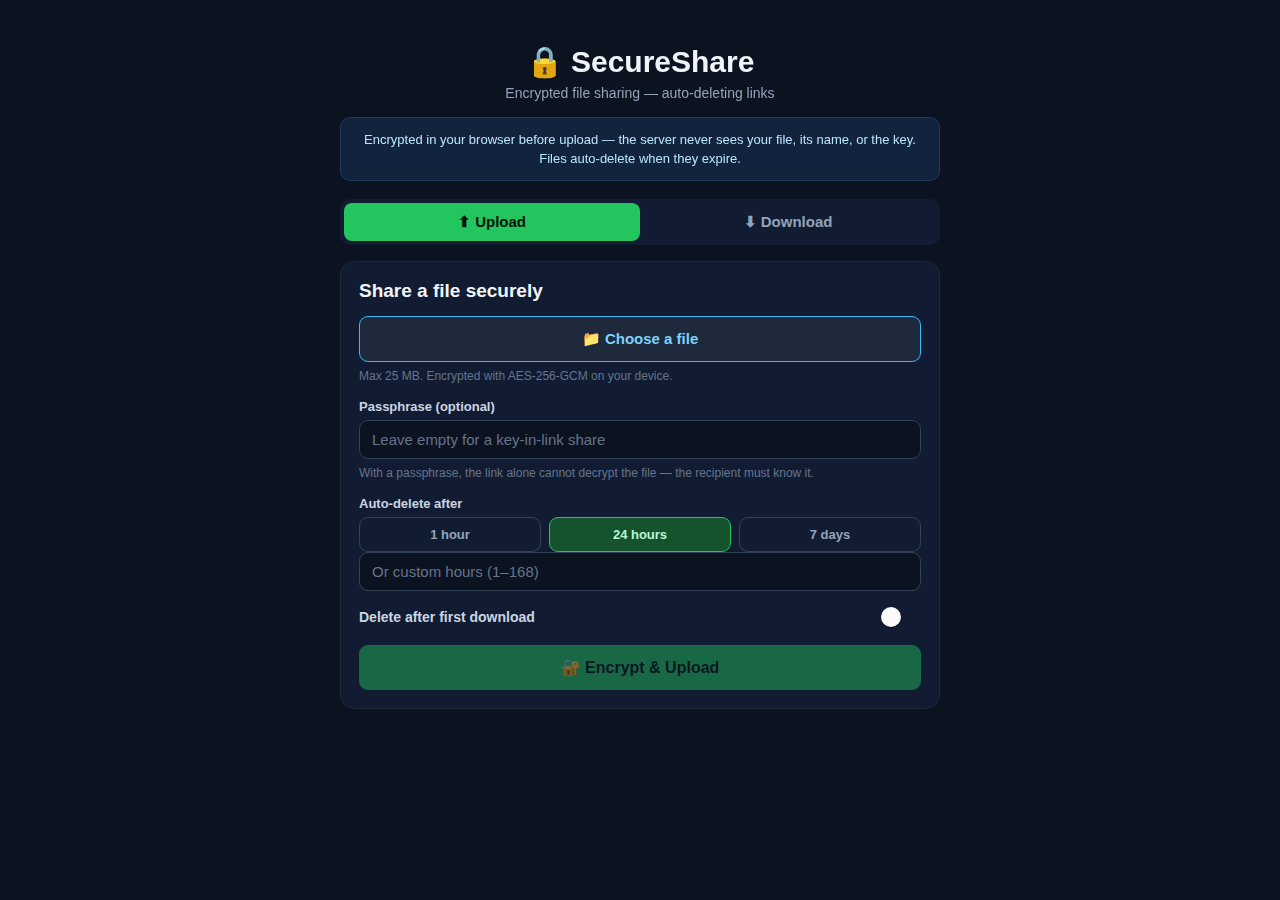 🔒 SecureShare
Encrypted file sharing — auto-deleting links
Encrypted in your browser before upload — the server never sees your file, its name, or the key.
Files auto-delete when they expire.
⬆ Upload
⬇ Download
Share a file securely
📁 Choose a file
Max 25 MB. Encrypted with AES-256-GCM on your device.
Passphrase (optional)
Leave empty for a key-in-link share
With a passphrase, the link alone cannot decrypt the file — the recipient must know it.
Auto-delete after
1 hour
24 hours
7 days
Or custom hours (1–168)
Delete after first download
🔐 Encrypt & Upload